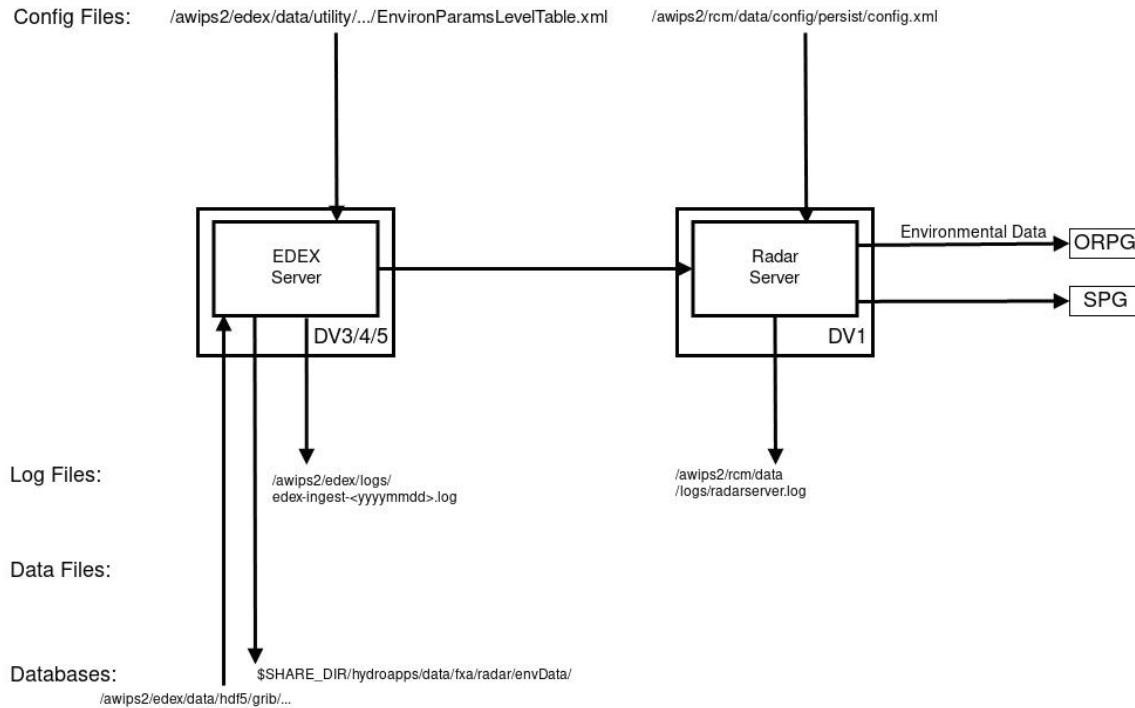 Config Files:
/awips2/edex/data/utility/.../EnvironParamsLevelTable.xml
/awips2/rcm/data/config/persist/config.xml
EDEX
Server
DV3/4/5
Radar
Server
DV1
Environmental Data
ORPG
SPG
Log Files:
/awips2/edex/logs/
edex-ingest-<yyyymmdd>.log
/awips2/rcm/data
/logs/radarserver.log
Data Files:
Databases:
$SHARE_DIR/hydroapps/data/fxa/radar/envData/
/awips2/edex/data/hdf5/grib/...